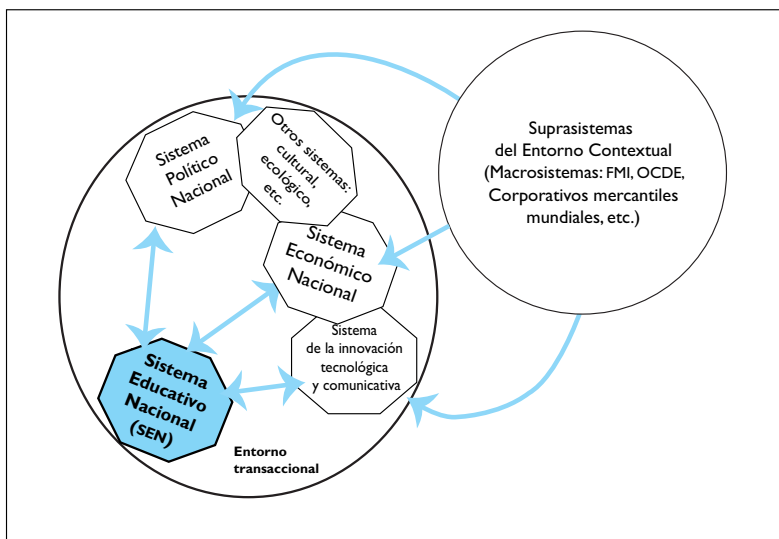 Sistema
Político
Nacional
Otros sistemas:
cultural,
ecológico,
etc.
Sistema
Económico
Nacional
Sistema
de la innovación
tecnológica
y comunicativa
Sistema
Educativo
Nacional
(SEN)
Entorno
transaccional
Suprasistemas
del Entorno Contextual
(Macrosistemas: FMI, OCDE,
Corporativos mercantiles
mundiales, etc.)